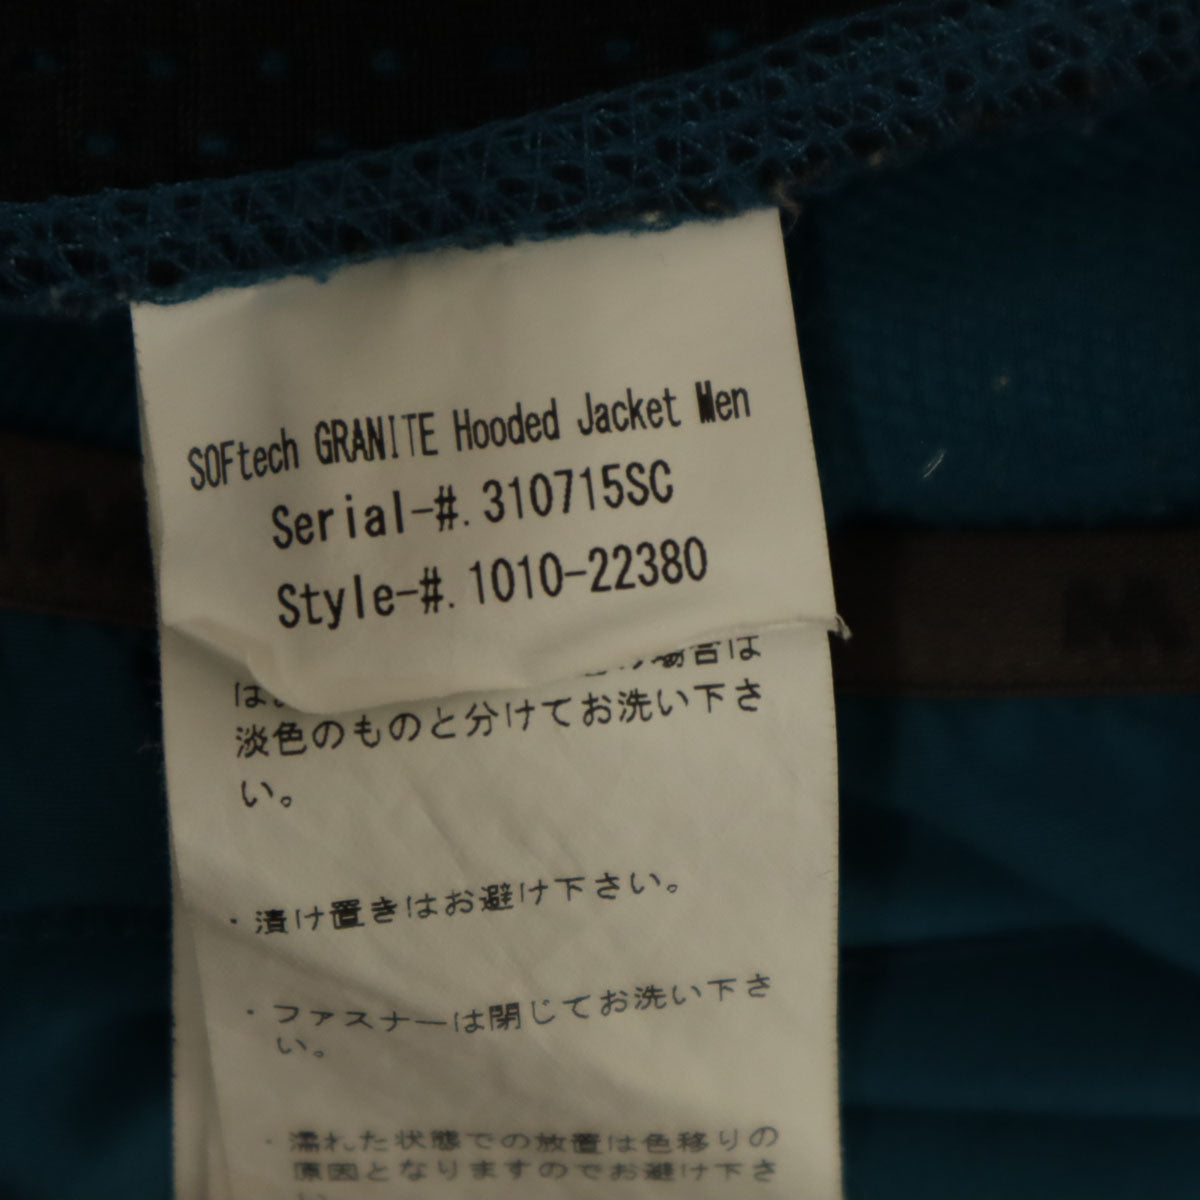 SOFtech GRANITE Hooded Jacket Men
Serial-#. 310715SC
Style-#. 1010-22380
場合は
淡色のものと分けてお洗い下さ
い。
・漬け置きはお避け下さい。
・ファスナーは閉じてお洗い下さ
い。
・濡れた状態での放置は色移りの
原因となりますのでお避け下さ